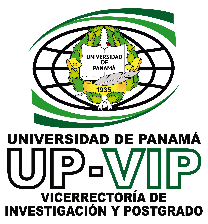 UNIVERSIDAD
DE
PANAMÁ
1935
UNIVERSIDAD DE PANAMÁ
UP-VIP
VICERRECTORÍA DE
INVESTIGACIÓN Y POSTGRADO